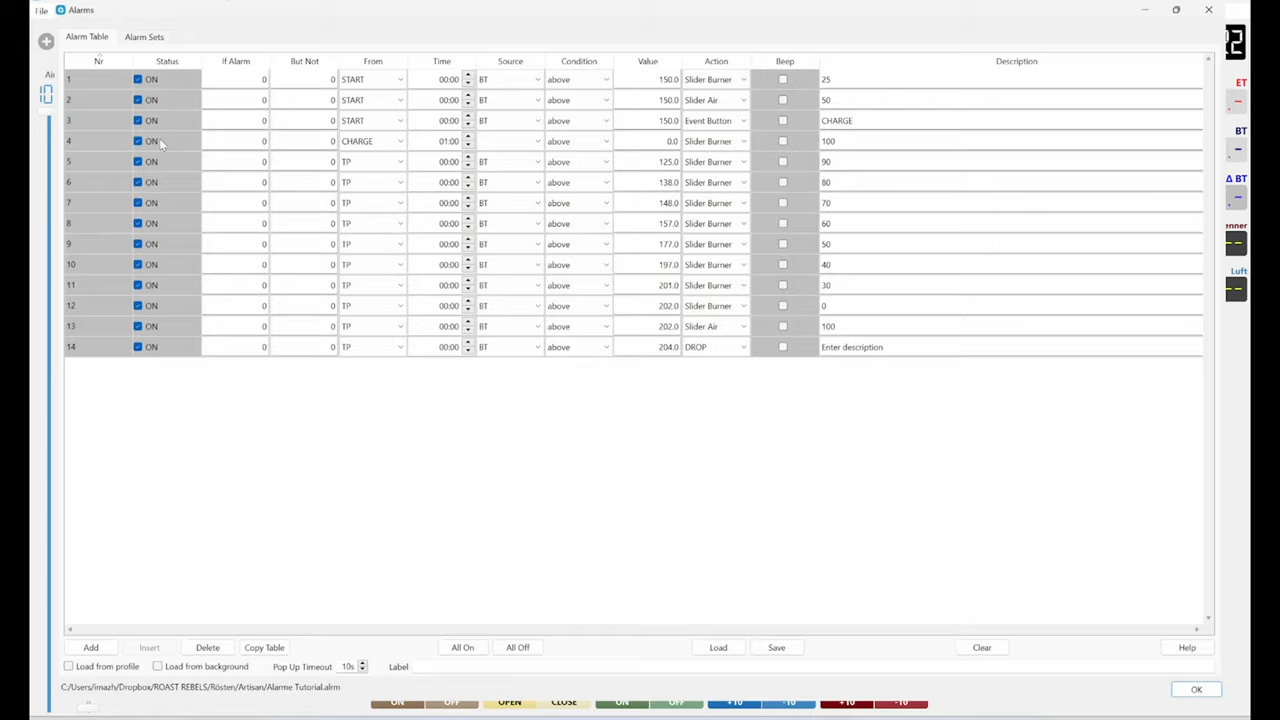 File Alarms
Alarm Table Alarm Sets
Nr Status If Alarm But Not From Time Source Condition Value Action Beep Description
1 ON 0 0 START 00:00 BT above 150.0 Slider Burner 25
2 ON 0 0 START 00:00 BT above 150.0 Slider Air 50
3 ON 0 0 START 00:00 BT above 150.0 Event Button CHARGE
4 ON 0 0 CHARGE 01:00 above 0.0 Slider Burner 100
5 ON 0 0 TP 00:00 BT above 125.0 Slider Burner 90
6 ON 0 0 TP 00:00 BT above 138.0 Slider Burner 80
7 ON 0 0 TP 00:00 BT above 148.0 Slider Burner 70
8 ON 0 0 TP 00:00 BT above 157.0 Slider Burner 60
9 ON 0 0 TP 00:00 BT above 177.0 Slider Burner 50
10 ON 0 0 TP 00:00 BT above 197.0 Slider Burner 40
11 ON 0 0 TP 00:00 BT above 201.0 Slider Burner 30
12 ON 0 0 TP 00:00 BT above 202.0 Slider Burner 0
13 ON 0 0 TP 00:00 BT above 202.0 Slider Air 100
14 ON 0 0 TP 00:00 BT above 204.0 DROP Enter description
ET
BT
Δ BT
enner
Luft
Add Insert Delete Copy Table All On All Off Load Save Clear Help
Load from profile Load from background Pop Up Timeout 10s Label
C:/Users/imazh/Dropbox/ROAST REBELS/Rösten/Artisan/Alarme Tutorial.alrm OK
ON OFF OPEN CLOSE ON OFF +10 -10 +10 -10